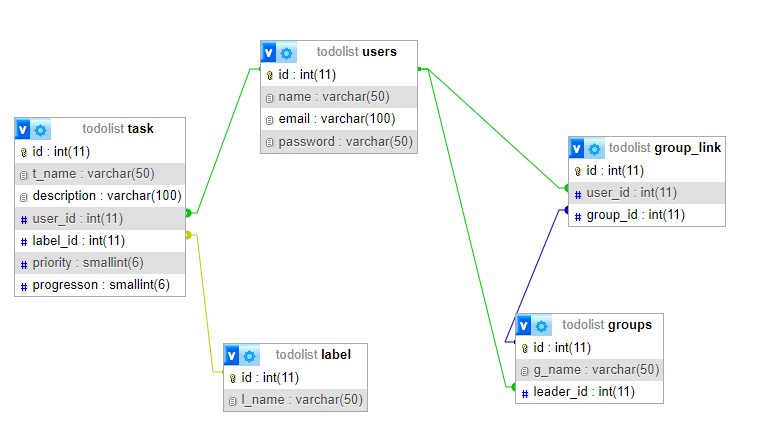 todolist users
id : int(11)
name : varchar(50)
email : varchar(100)
password : varchar(50)
todolist task
id : int(11)
t_name : varchar(50)
description : varchar(100)
# user_id : int(11)
# label_id : int(11)
# priority : smallint(6)
# progresson : smallint(6)
todolist group_link
id : int(11)
# user_id : int(11)
# group_id : int(11)
todolist groups
id : int(11)
g_name : varchar(50)
# leader_id : int(11)
todolist label
id : int(11)
l_name : varchar(50)